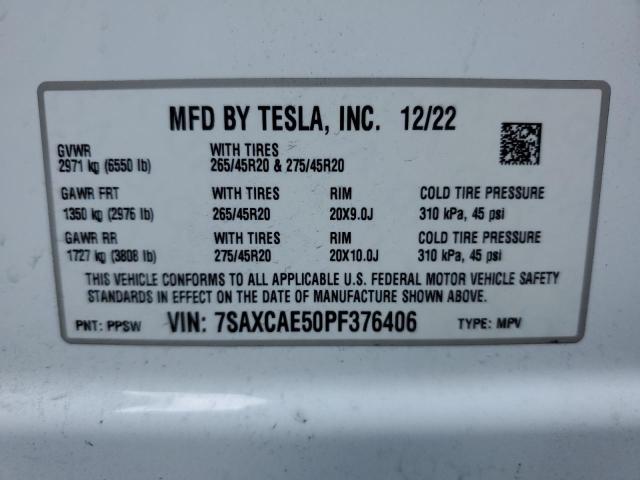 MFD BY TESLA, INC. 12/22
GVWR WITH TIRES
2971 kg (6550 lb) 265/45R20 & 275/45R20
GAWR FRT WITH TIRES RIM COLD TIRE PRESSURE
1350 kg (2976 lb) 265/45R20 20X9.0J 310 kPa, 45 psi
GAWR RR WITH TIRES RIM COLD TIRE PRESSURE
1727 kg (3808 lb) 275/45R20 20X10.0J 310 kPa, 45 psi
THIS VEHICLE CONFORMS TO ALL APPLICABLE U.S. FEDERAL MOTOR VEHICLE SAFETY
STANDARDS IN EFFECT ON THE DATE OF MANUFACTURE SHOWN ABOVE.
PNT: PPSW VIN: 7SAXCAE50PF376406 TYPE: MPV